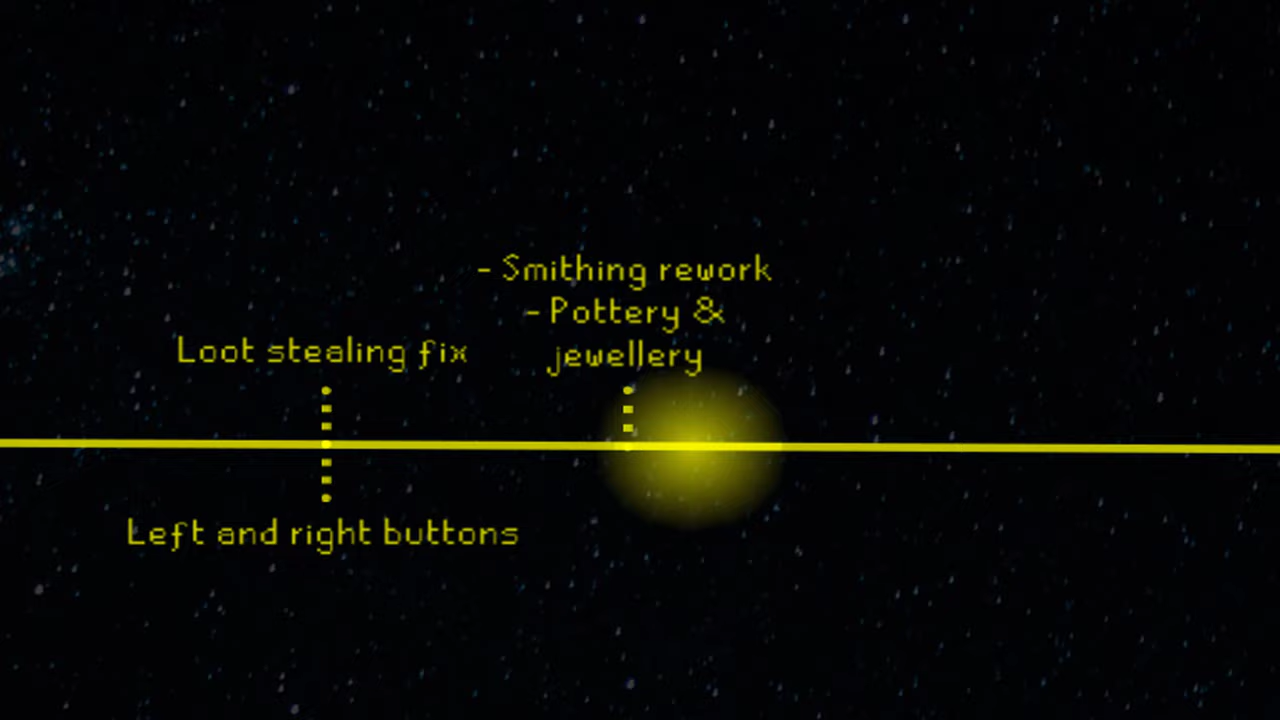 - Smithing rework
- Pottery &
jewellery
Loot stealing fix
Left and right buttons